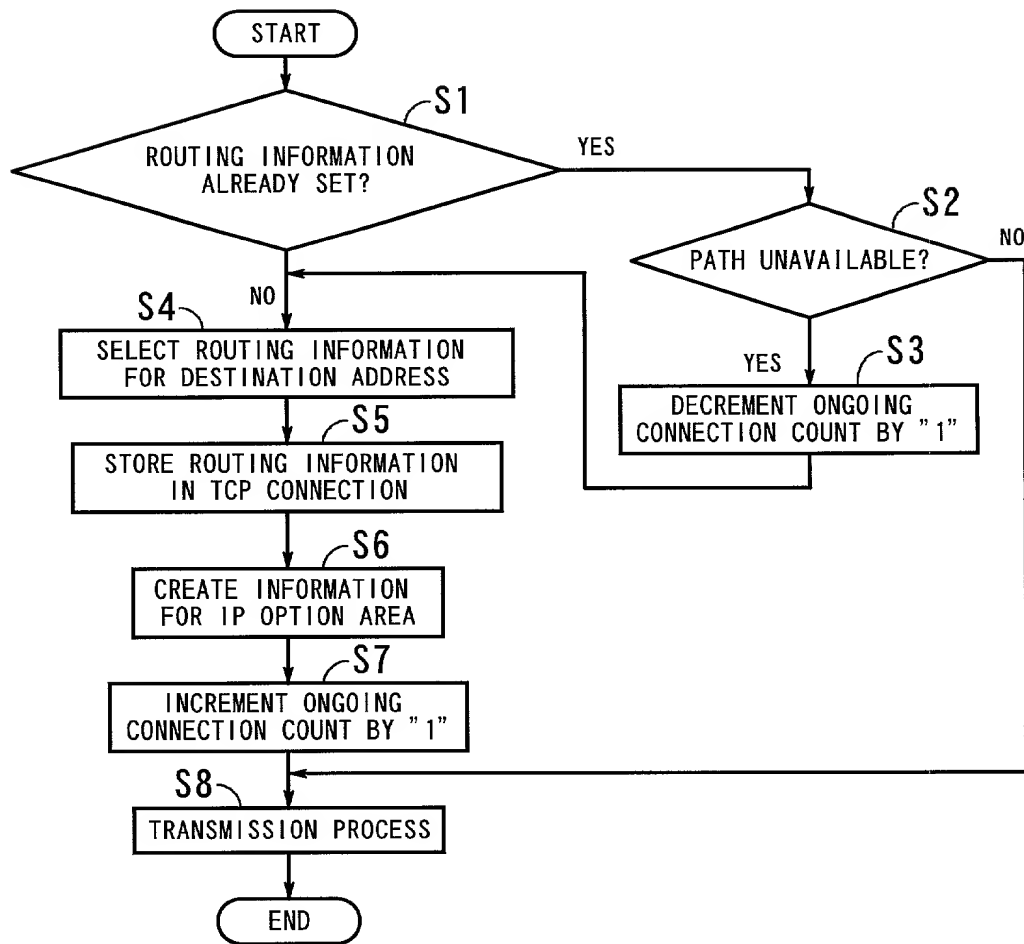 START
S1
ROUTING INFORMATION
ALREADY SET?
YES
S2
PATH UNAVAILABLE?
NO
NO
S4
SELECT ROUTING INFORMATION
FOR DESTINATION ADDRESS
YES
S3
DECREMENT ONGOING
CONNECTION COUNT BY "1"
S5
STORE ROUTING INFORMATION
IN TCP CONNECTION
S6
CREATE INFORMATION
FOR IP OPTION AREA
S7
INCREMENT ONGOING
CONNECTION COUNT BY "1"
S8
TRANSMISSION PROCESS
END